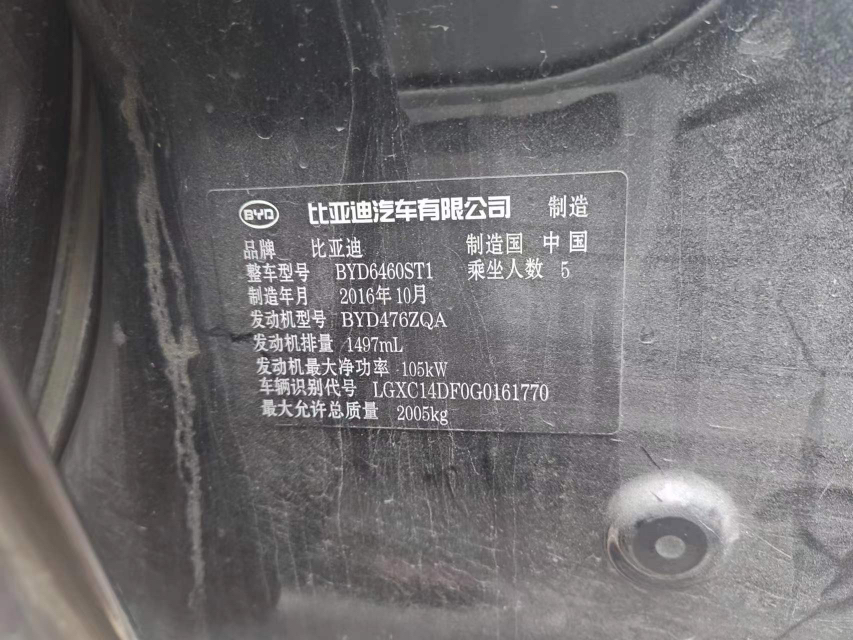 BYD 比亚迪汽车有限公司 制造
品牌 比亚迪 制造国 中国
整车型号 BYD6460ST1 乘坐人数 5
制造年月 2016年10月
发动机型号 BYD476ZQA
发动机排量 1497mL
发动机最大净功率 105kW
车辆识别代号 LGXC14DF0G0161770
最大允许总质量 2005kg